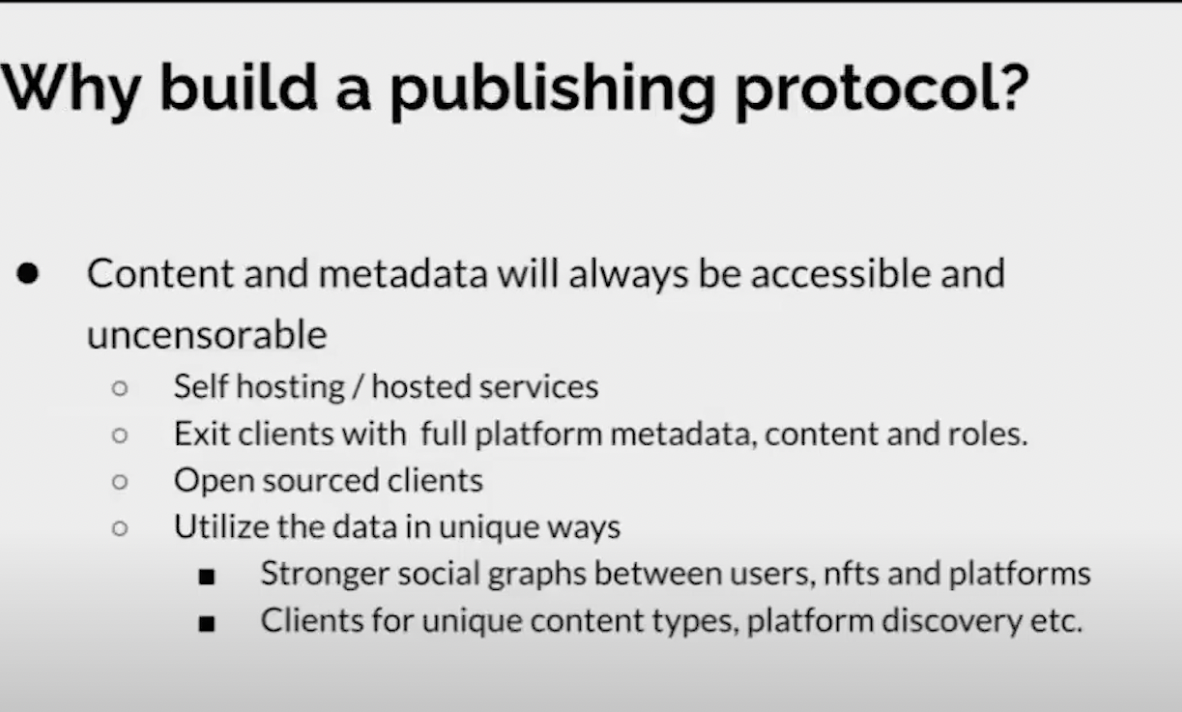 Why build a publishing protocol?
● Content and metadata will always be accessible and
uncensorable
○ Self hosting / hosted services
○ Exit clients with full platform metadata, content and roles.
○ Open sourced clients
○ Utilize the data in unique ways
■ Stronger social graphs between users, nfts and platforms
■ Clients for unique content types, platform discovery etc.